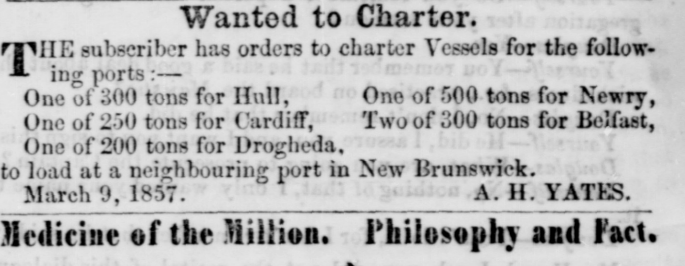 Wanted to Charter.
THE subscriber has orders to charter Vessels for the follow-
ing ports :—
One of 300 tons for Hull, One of 500 tons for Newry,
One of 250 tons for Cardiff, Two of 300 tons for Belfast,
One of 200 tons for Drogheda,
to load at a neighbouring port in New Brunswick.
March 9, 1857. A. H. YATES.
Medicine of the Million. Philosophy and Fact.